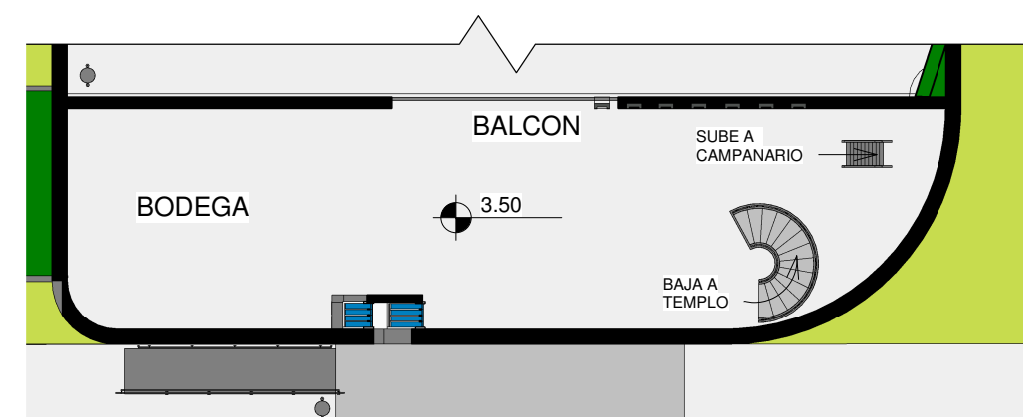 BALCON
SUBE A
CAMPANARIO
BODEGA
3.50
BAJA A
TEMPLO